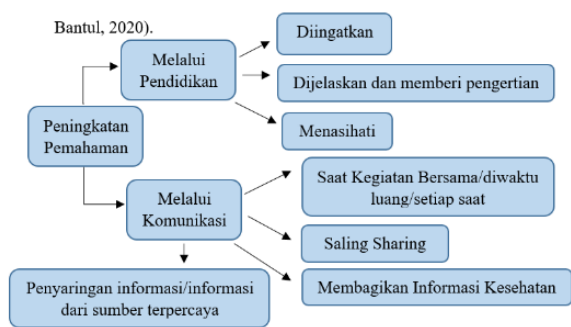 Bantul, 2020).
Diingatkan
Melalui
Pendidikan
Dijelaskan dan memberi pengertian
Menasihati
Peningkatan
Pemahaman
Saat Kegiatan Bersama/diwaktu
luang/setiap saat
Melalui
Komunikasi
Saling Sharing
Membagikan Informasi Kesehatan
Penyaringan informasi/informasi
dari sumber terpercaya